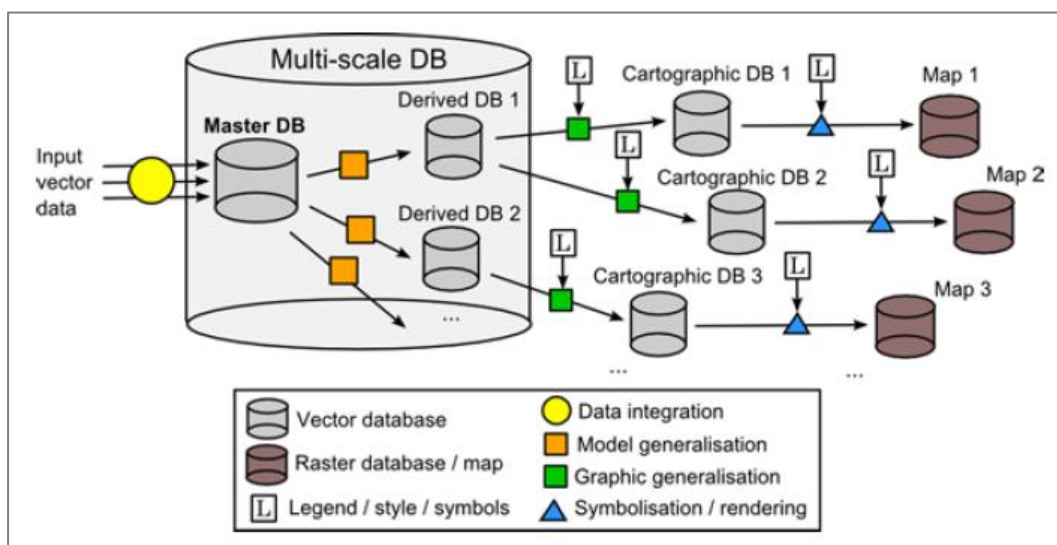 Multi-scale DB
L
Cartographic DB 1
L
Map 1
Derived DB 1
Master DB
Input
vector
data
L
Cartographic DB 2
L
Map 2
Derived DB 2
L
Cartographic DB 3
L
Map 3
...
...
...
Vector database
Raster database / map
L Legend / style / symbols
Data integration
Model generalisation
Graphic generalisation
Symbolisation / rendering